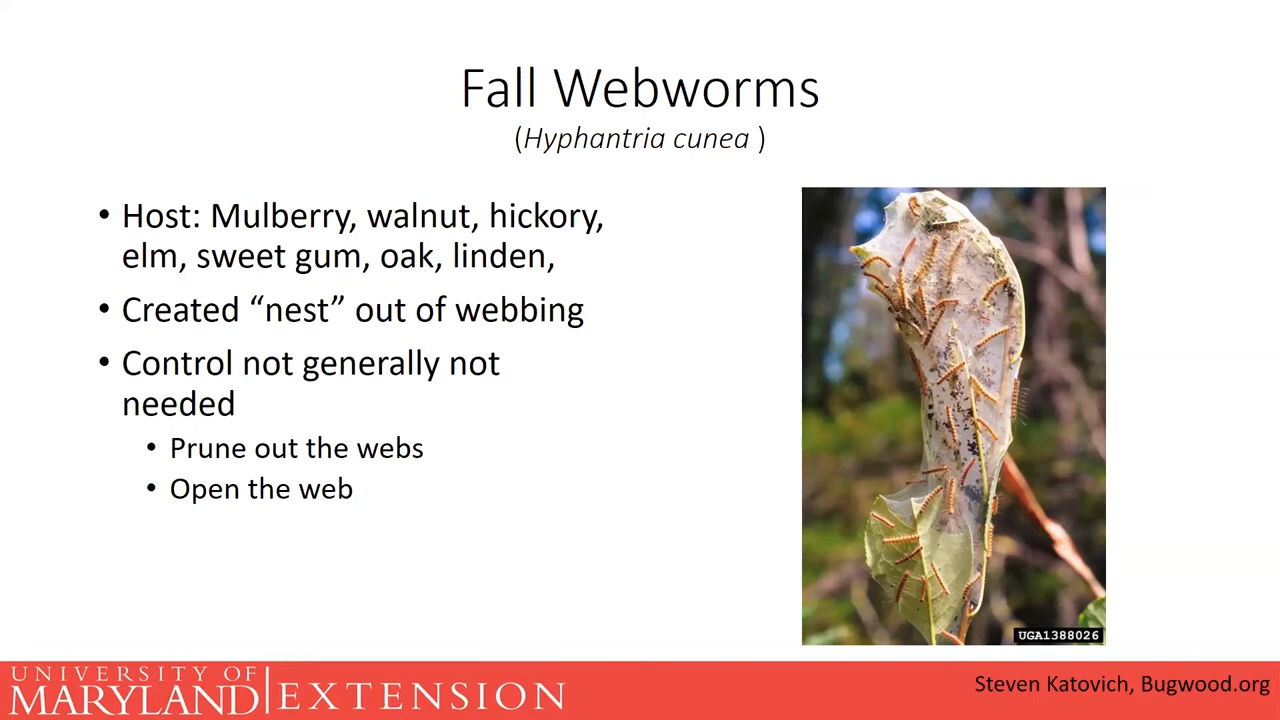 Fall Webworms
(Hyphantria cunea )
• Host: Mulberry, walnut, hickory,
elm, sweet gum, oak, linden,
• Created “nest” out of webbing
• Control not generally not
needed
• Prune out the webs
• Open the web
UGA1388026
UNIVERSITY OF
MARYLAND
EXTENSION
Steven Katovich, Bugwood.org